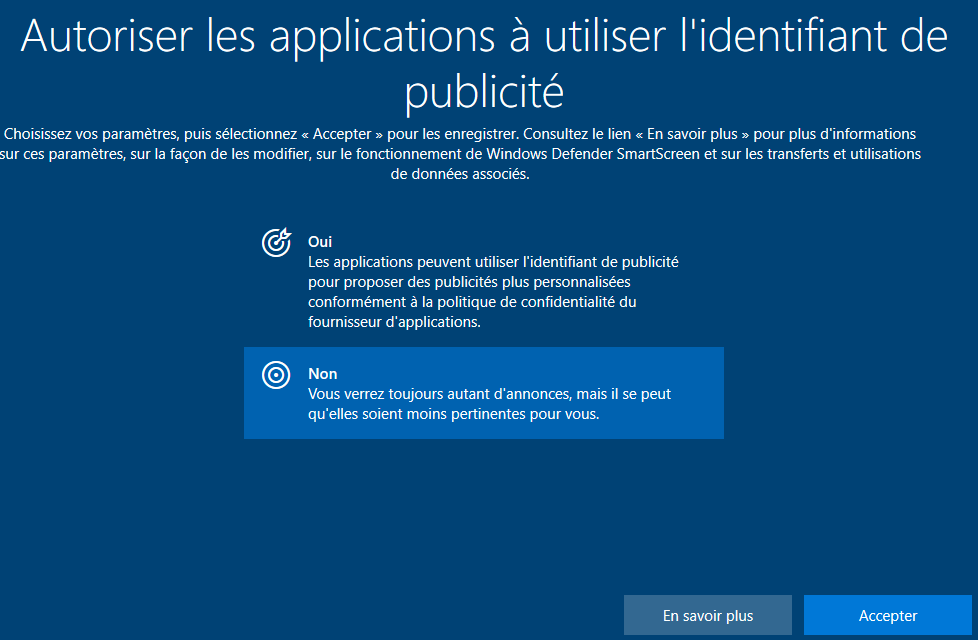 Autoriser les applications à utiliser l'identifiant de
publicité
Choisissez vos paramètres, puis sélectionnez « Accepter » pour les enregistrer. Consultez le lien « En savoir plus » pour plus d'informations
sur ces paramètres, sur la façon de les modifier, sur le fonctionnement de Windows Defender SmartScreen et sur les transferts et utilisations
de données associés.
Oui
Les applications peuvent utiliser l'identifiant de publicité
pour proposer des publicités plus personnalisées
conformément à la politique de confidentialité du
fournisseur d'applications.
Non
Vous verrez toujours autant d'annonces, mais il se peut
qu'elles soient moins pertinentes pour vous.
En savoir plus
Accepter